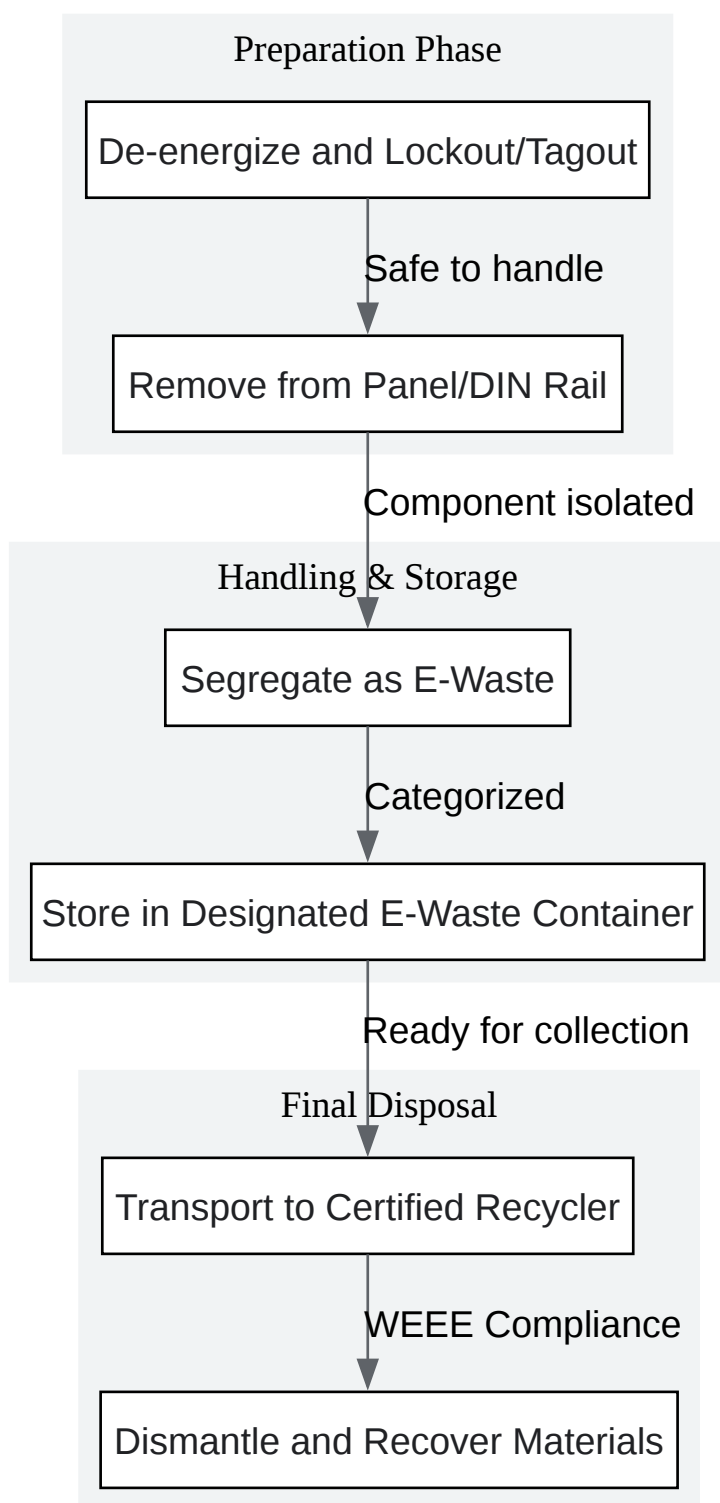 Preparation Phase
De-energize and Lockout/Tagout
Safe to handle
Remove from Panel/DIN Rail
Component isolated
Handling & Storage
Segregate as E-Waste
Categorized
Store in Designated E-Waste Container
Ready for collection
Final Disposal
Transport to Certified Recycler
WEEE Compliance
Dismantle and Recover Materials